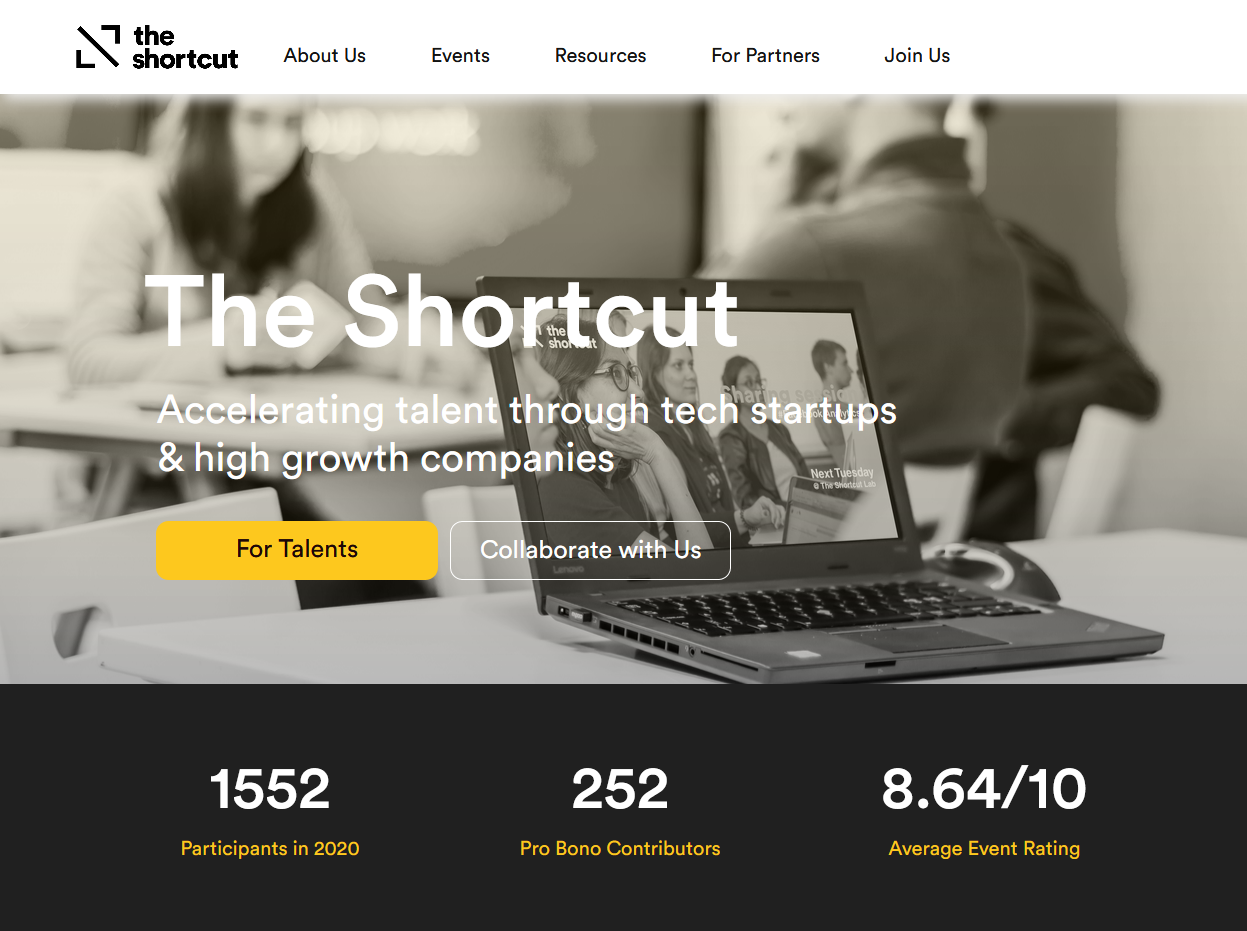 the
shortcut
About Us
Events
Resources
For Partners
Join Us
The Shortcut
the
shortcut
Sharing session
Accelerating talent through tech startups
& high growth companies
Next Tuesday
@ The Shortcut Lab
For Talents
Collaborate with Us
Lenovo
1552
252
8.64/10
Participants in 2020
Pro Bono Contributors
Average Event Rating